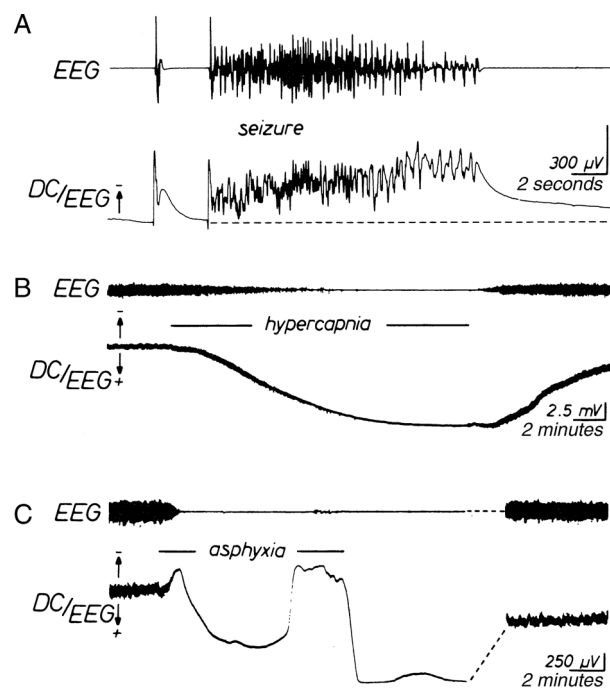 A
EEG
seizure
300 µV
2 seconds
DC/EEG
−
B
EEG
−
hypercapnia
DC/EEG
+
2.5 mV
2 minutes
C
EEG
−
asphyxia
DC/EEG
+
250 µV
2 minutes